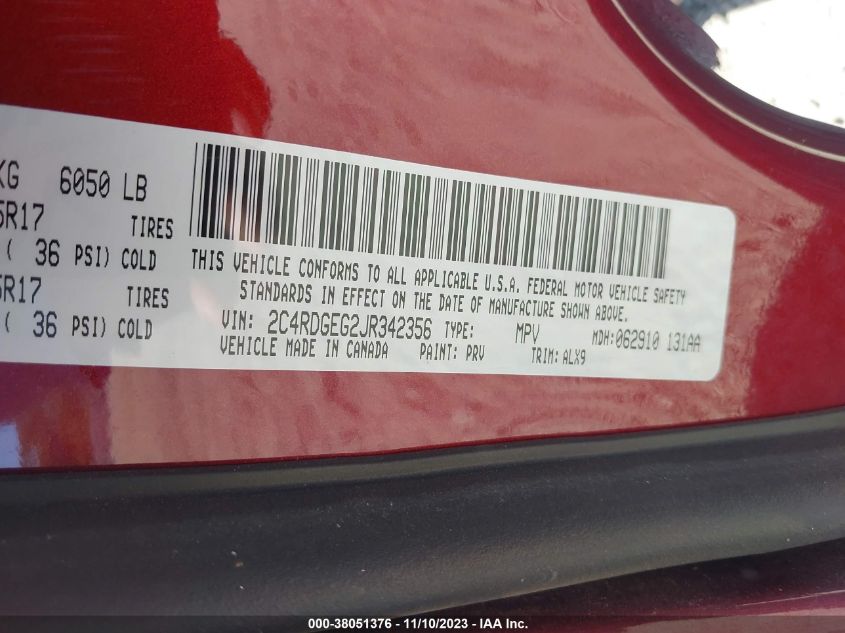 KG 6050 LB
5R17 TIRES
( 36 PSI) COLD
5R17 TIRES
( 36 PSI) COLD
THIS VEHICLE CONFORMS TO ALL APPLICABLE U.S.A. FEDERAL MOTOR VEHICLE SAFETY
STANDARDS IN EFFECT ON THE DATE OF MANUFACTURE SHOWN ABOVE.
VIN: 2C4RDGEG2JR342356 TYPE: MPV MDH:062910 131AA
VEHICLE MADE IN CANADA PAINT: PRV TRIM: ALX9
000-38051376 - 11/10/2023 - IAA Inc.